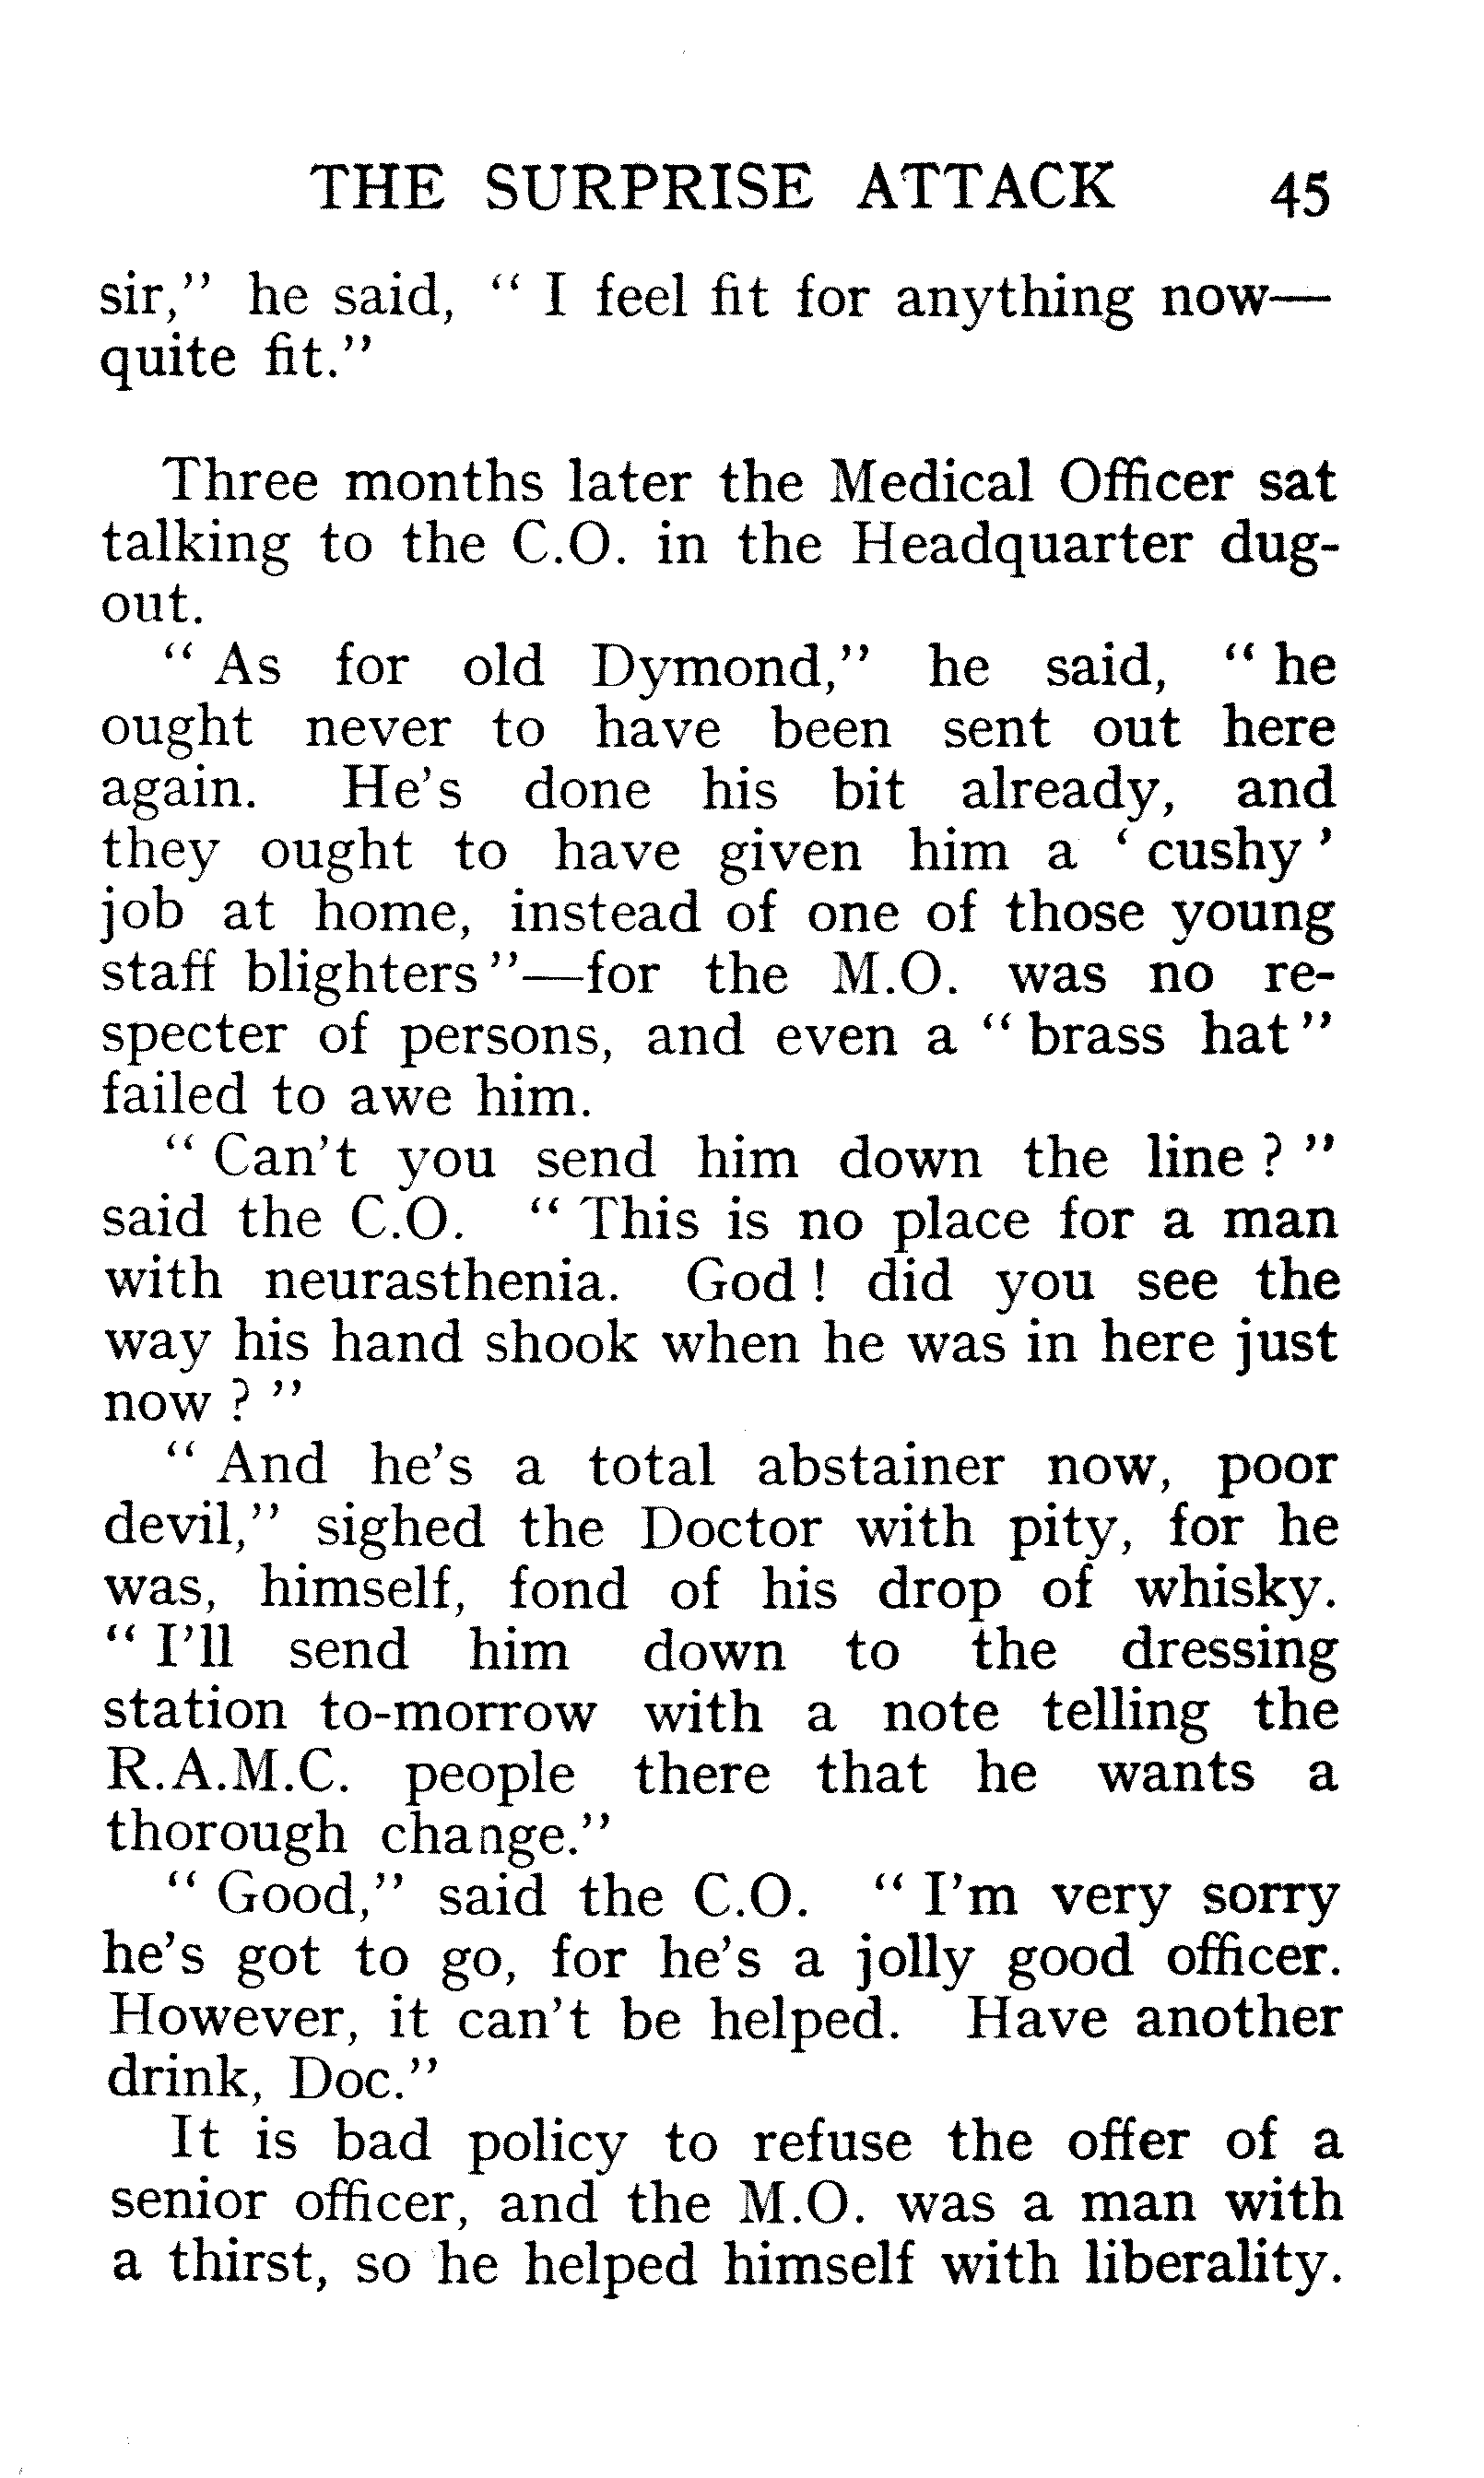 THE SURPRISE ATTACK 45
sir," he said, " I feel fit for anything now—
quite fit."
Three months later the Medical Officer sat
talking to the C.O. in the Headquarter dug-
out.
" As for old Dymond," he said, " he
ought never to have been sent out here
again. He's done his bit already, and
they ought to have given him a ' cushy '
job at home, instead of one of those young
staff blighters "—for the M.O. was no re-
specter of persons, and even a " brass hat "
failed to awe him.
" Can't you send him down the line ? "
said the C.O. " This is no place for a man
with neurasthenia. God ! did you see the
way his hand shook when he was in here just
now ? "
" And he's a total abstainer now, poor
devil," sighed the Doctor with pity, for he
was, himself, fond of his drop of whisky.
" I'll send him down to the dressing
station to-morrow with a note telling the
R.A.M.C. people there that he wants a
thorough change."
" Good," said the C.O. " I'm very sorry
he's got to go, for he's a jolly good officer.
However, it can't be helped. Have another
drink, Doc."
It is bad policy to refuse the offer of a
senior officer, and the M.O. was a man with
a thirst, so he helped himself with liberality.